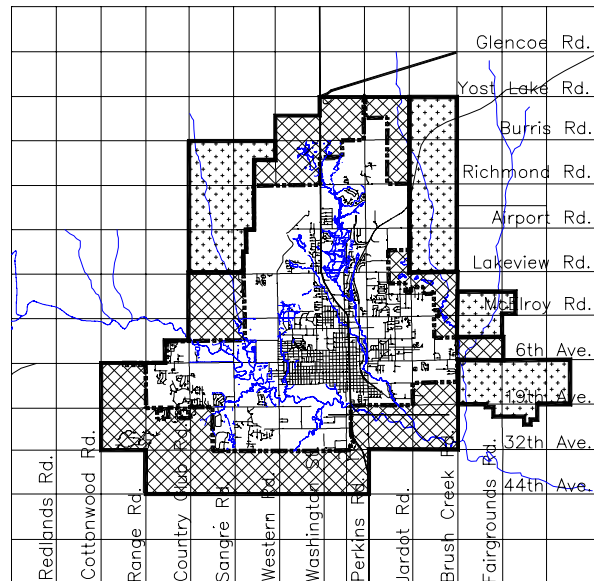 Glencoe Rd.
Yost Lake Rd.
Burris Rd.
Richmond Rd.
Airport Rd.
Lakeview Rd.
McElroy Rd.
6th Ave.
19th Ave.
32th Ave.
44th Ave.
Redlands Rd.
Cottonwood Rd.
Range Rd.
Country Club Rd.
Sangré Rd.
Western Rd.
Washington St.
Perkins Rd.
Jardot Rd.
Brush Creek Rd.
Fairgrounds Rd.